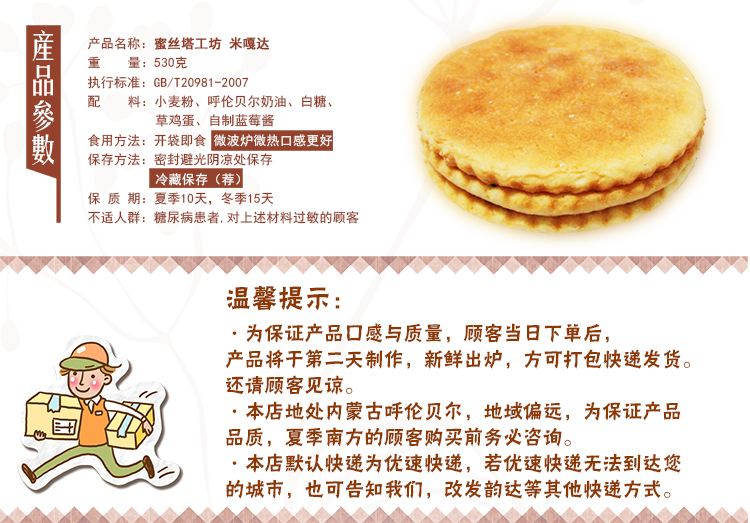 産品參數
产品名称：蜜丝塔工坊 米嘎达
重 量：530克
执行标准：GB/T20981-2007
配 料：小麦粉、呼伦贝尔奶油、白糖、
草鸡蛋、自制蓝莓酱
食用方法：开袋即食 微波炉微热口感更好
保存方法：密封避光阴凉处保存
冷藏保存（荐）
保 质 期：夏季10天，冬季15天
不适人群：糖尿病患者,对上述材料过敏的顾客
温馨提示：
·为保证产品口感与质量，顾客当日下单后，
产品将于第二天制作，新鲜出炉，方可打包快递发货。
还请顾客见谅。
·本店地处内蒙古呼伦贝尔，地域偏远，为保证产品
品质，夏季南方的顾客购买前务必咨询。
·本店默认快递为优速快递，若优速快递无法到达您
的城市，也可告知我们，改发韵达等其他快递方式。